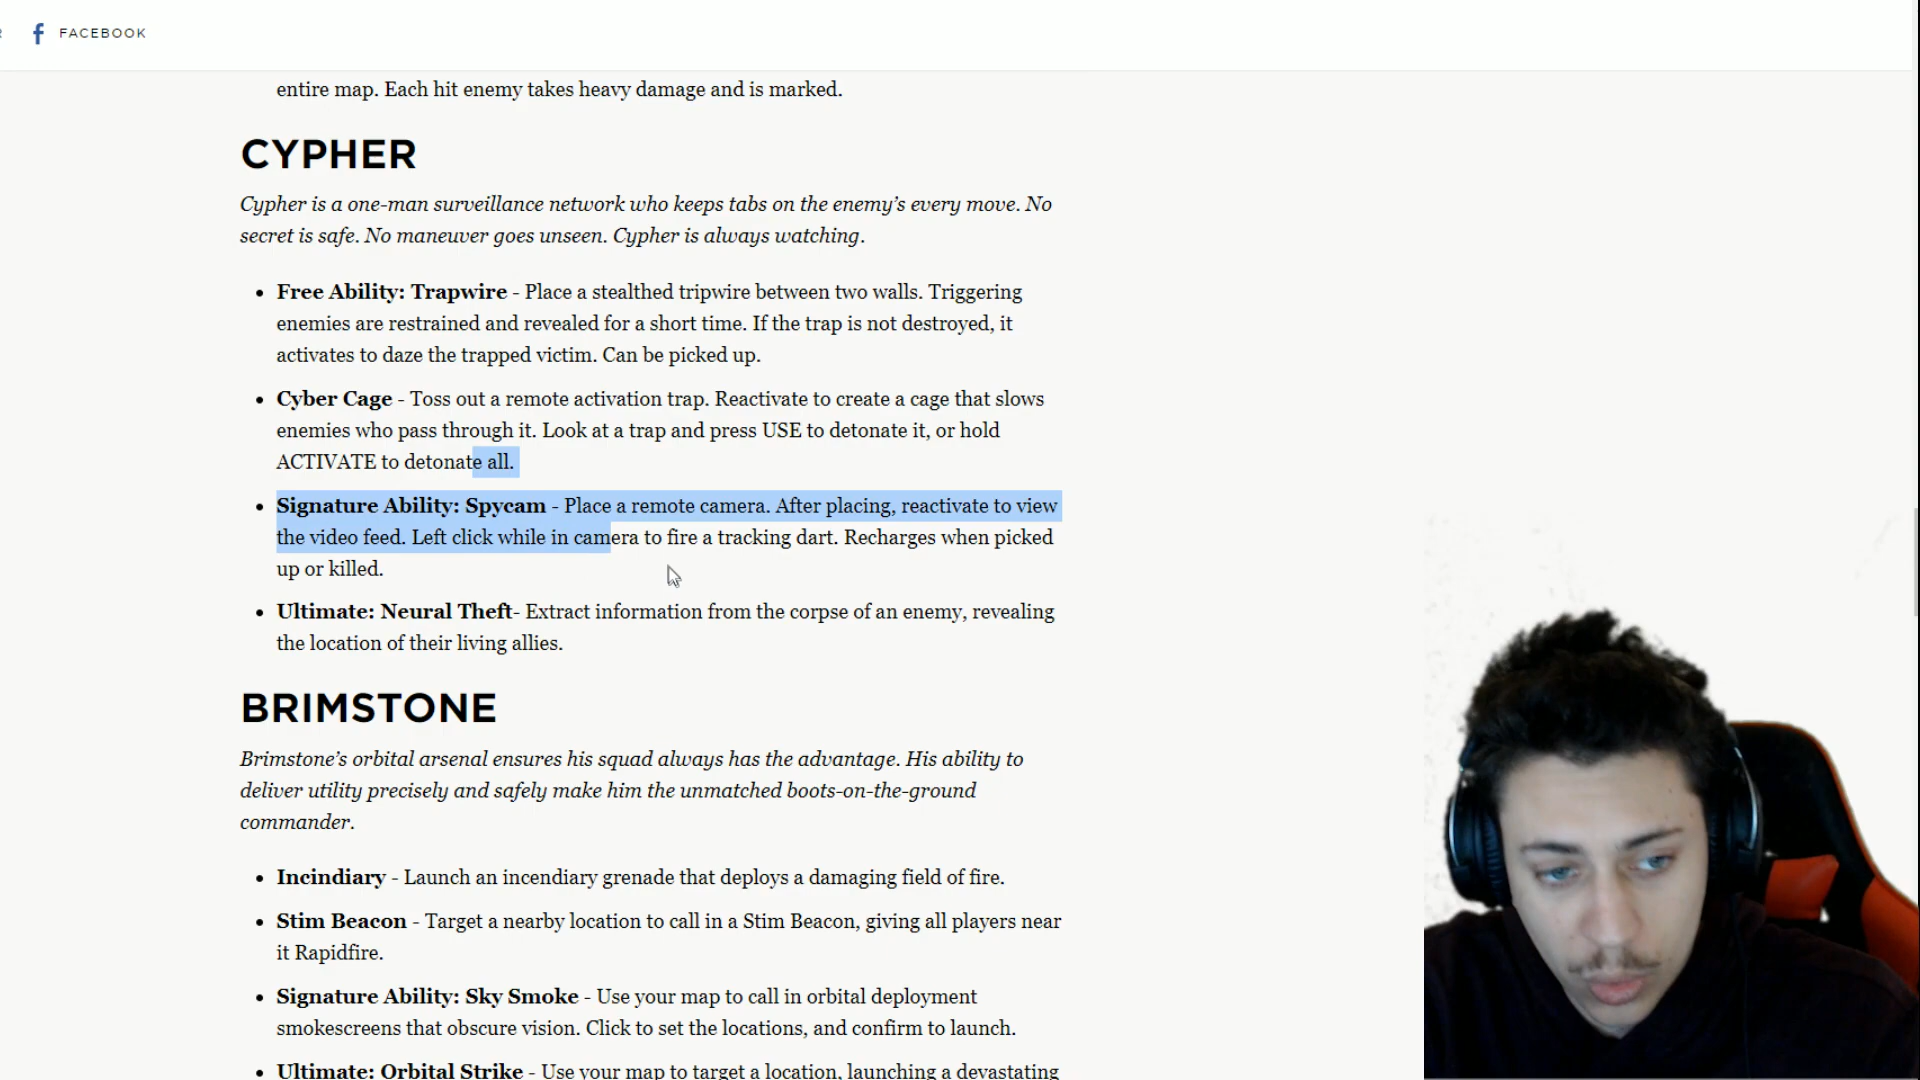 FACEBOOK
entire map. Each hit enemy takes heavy damage and is marked.
CYPHER
Cypher is a one-man surveillance network who keeps tabs on the enemy’s every move. No
secret is safe. No maneuver goes unseen. Cypher is always watching.
• Free Ability: Trapwire - Place a stealthed tripwire between two walls. Triggering
enemies are restrained and revealed for a short time. If the trap is not destroyed, it
activates to daze the trapped victim. Can be picked up.
• Cyber Cage - Toss out a remote activation trap. Reactivate to create a cage that slows
enemies who pass through it. Look at a trap and press USE to detonate it, or hold
ACTIVATE to detonate all.
• Signature Ability: Spycam - Place a remote camera. After placing, reactivate to view
the video feed. Left click while in camera to fire a tracking dart. Recharges when picked
up or killed.
• Ultimate: Neural Theft- Extract information from the corpse of an enemy, revealing
the location of their living allies.
BRIMSTONE
Brimstone’s orbital arsenal ensures his squad always has the advantage. His ability to
deliver utility precisely and safely make him the unmatched boots-on-the-ground
commander.
• Incindiary - Launch an incendiary grenade that deploys a damaging field of fire.
• Stim Beacon - Target a nearby location to call in a Stim Beacon, giving all players near
it Rapidfire.
• Signature Ability: Sky Smoke - Use your map to call in orbital deployment
smokescreens that obscure vision. Click to set the locations, and confirm to launch.
• Ultimate: Orbital Strike - Use your map to target a location, launching a devastating